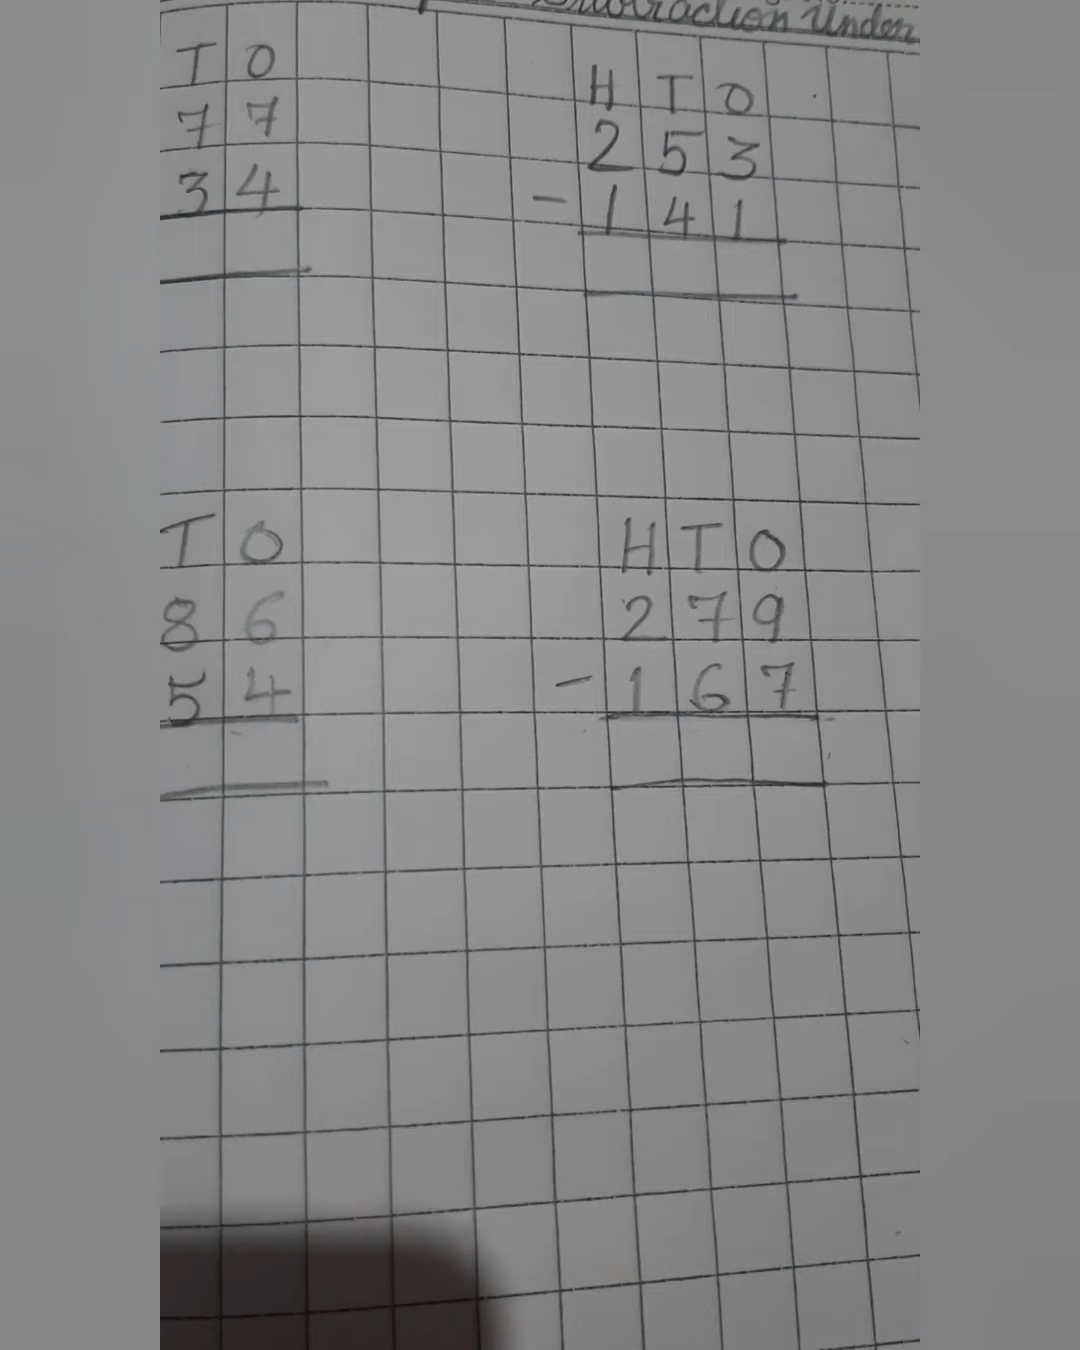 Subtraction Under
T O
7 7
3 4
H T O
2 5 3
- 1 4 1
T O
8 6
5 4
H T O
2 7 9
- 1 6 7